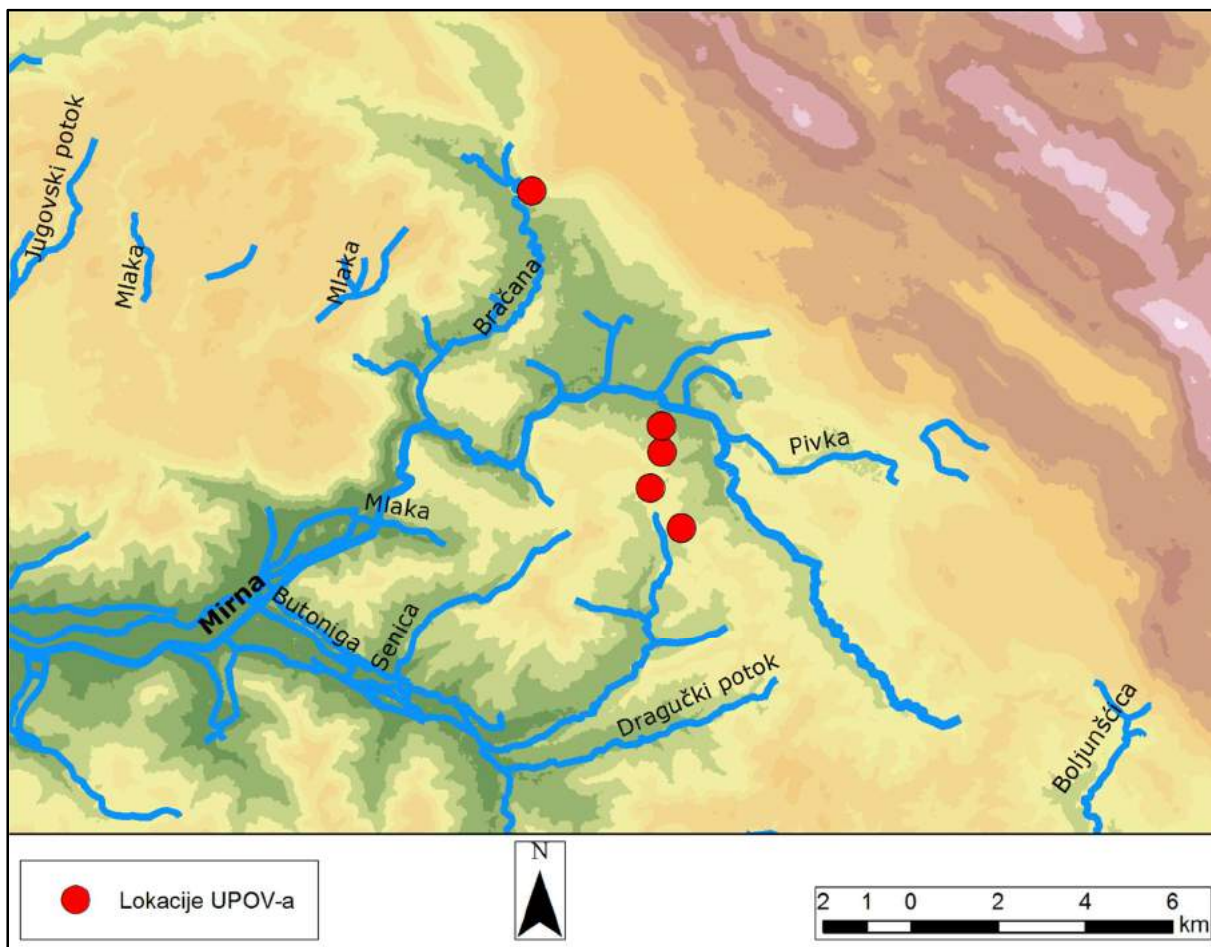 Jugovski potok
Mlaka
Mlaka
Bračana
Pivka
Mlaka
Mirna
Butoniga
Senica
Dragučki potok
Boljunšćica
Lokacije UPOV-a
N
2 1 0 2 4 6
km